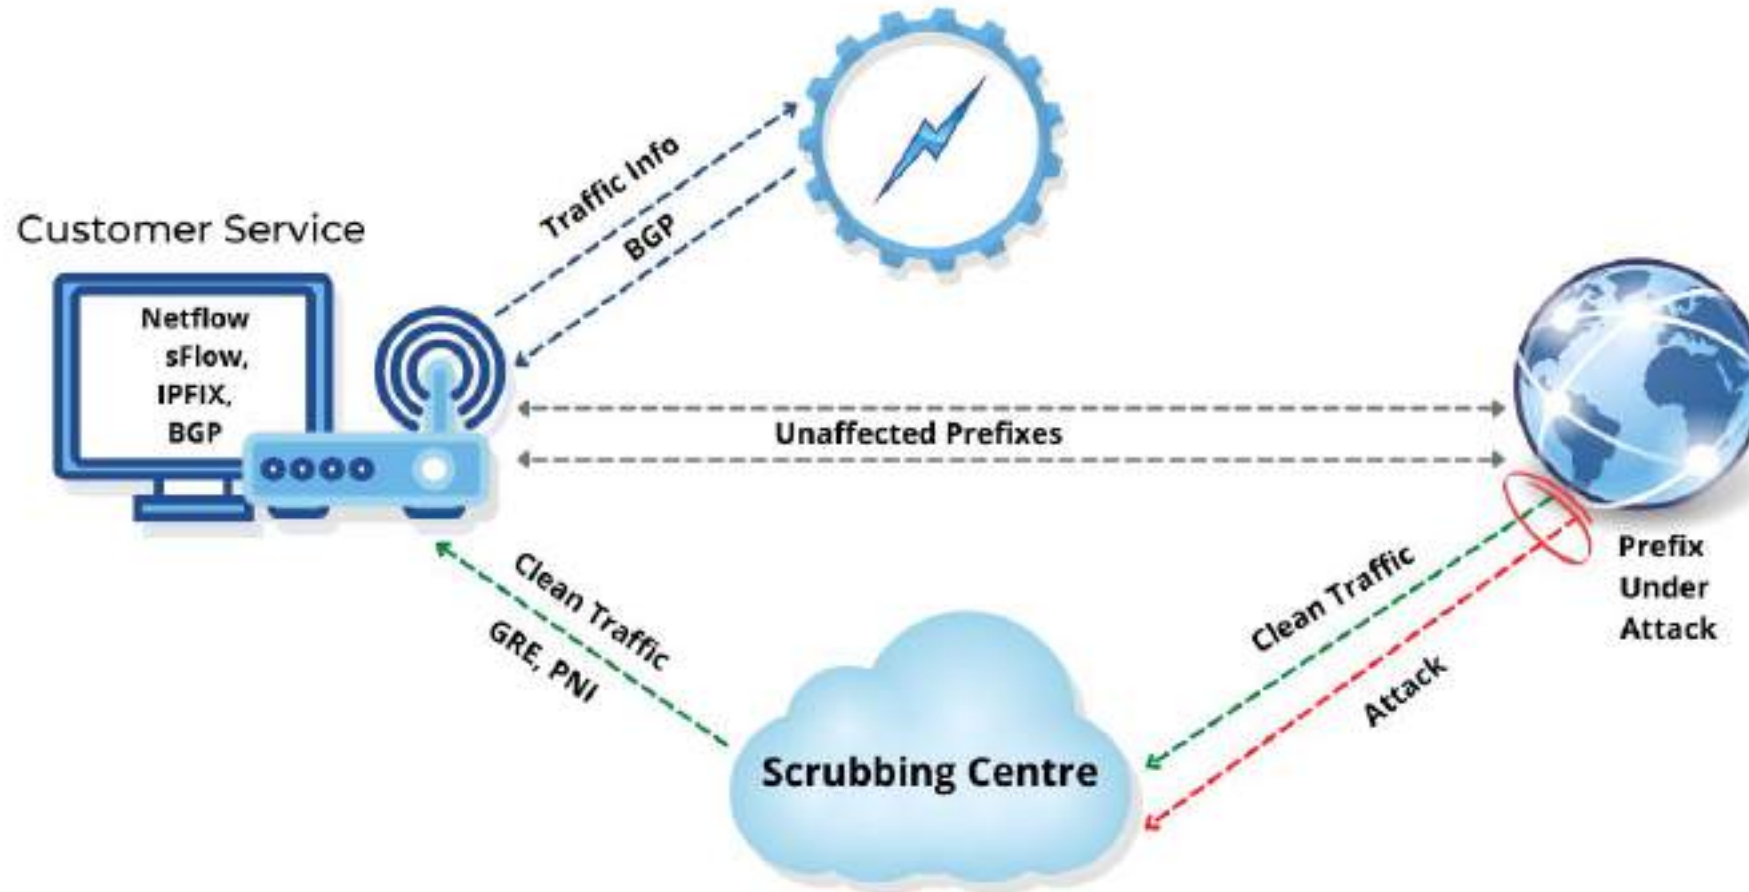 Traffic Info
BGP
Customer Service
Netflow
sFlow,
IPFIX,
BGP
Unaffected Prefixes
Clean Traffic
GRE, PNI
Scrubbing Centre
Clean Traffic
Attack
Prefix
Under
Attack